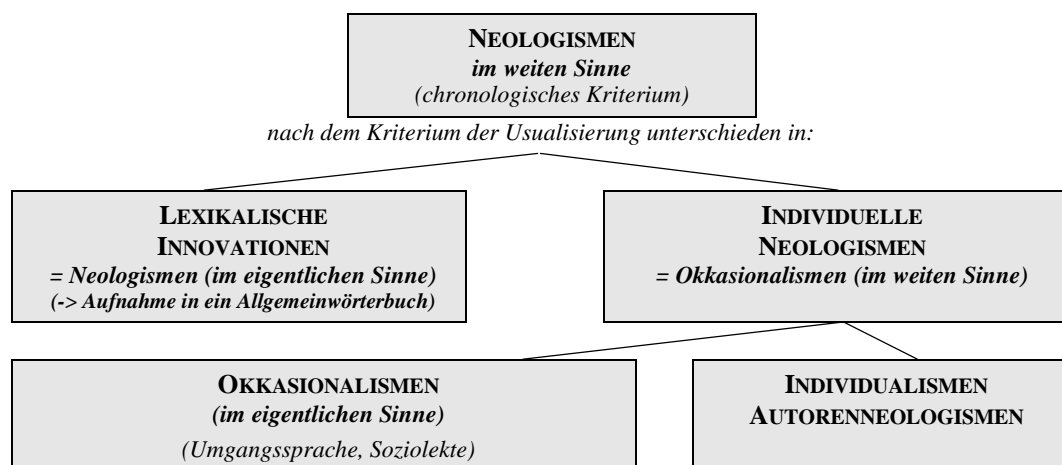 NEOLOGISMEN
im weiten Sinne
(chronologisches Kriterium)
nach dem Kriterium der Usualisierung unterschieden in:
LEXIKALISCHE
INNOVATIONEN
= Neologismen (im eigentlichen Sinne)
(-> Aufnahme in ein Allgemeinwörterbuch)
INDIVIDUELLE
NEOLOGISMEN
= Okkasionalismen (im weiten Sinne)
OKKASIONALISMEN
(im eigentlichen Sinne)
(Umgangssprache, Soziolekte)
INDIVIDUALISMEN
AUTORENNEOLOGISMEN